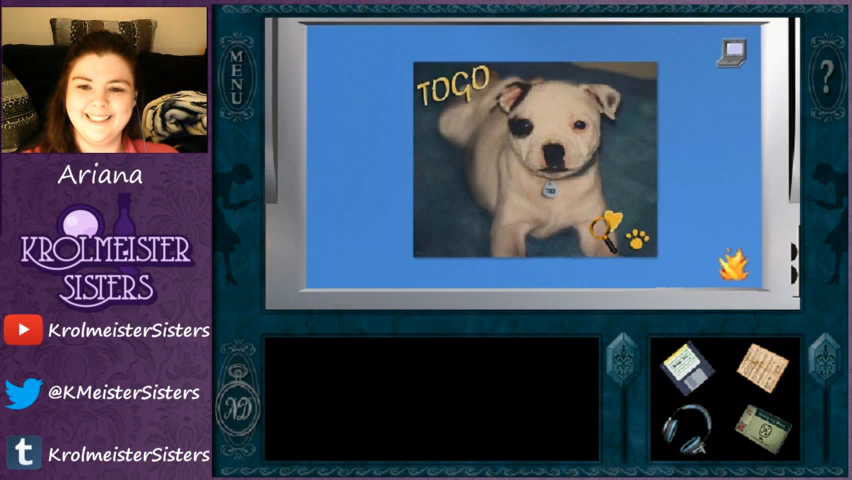 Ariana
KROLMEISTER
SISTERS
KrolmeisterSisters
@KMeisterSisters
KrolmeisterSisters
MENU
TOGO
?
ND